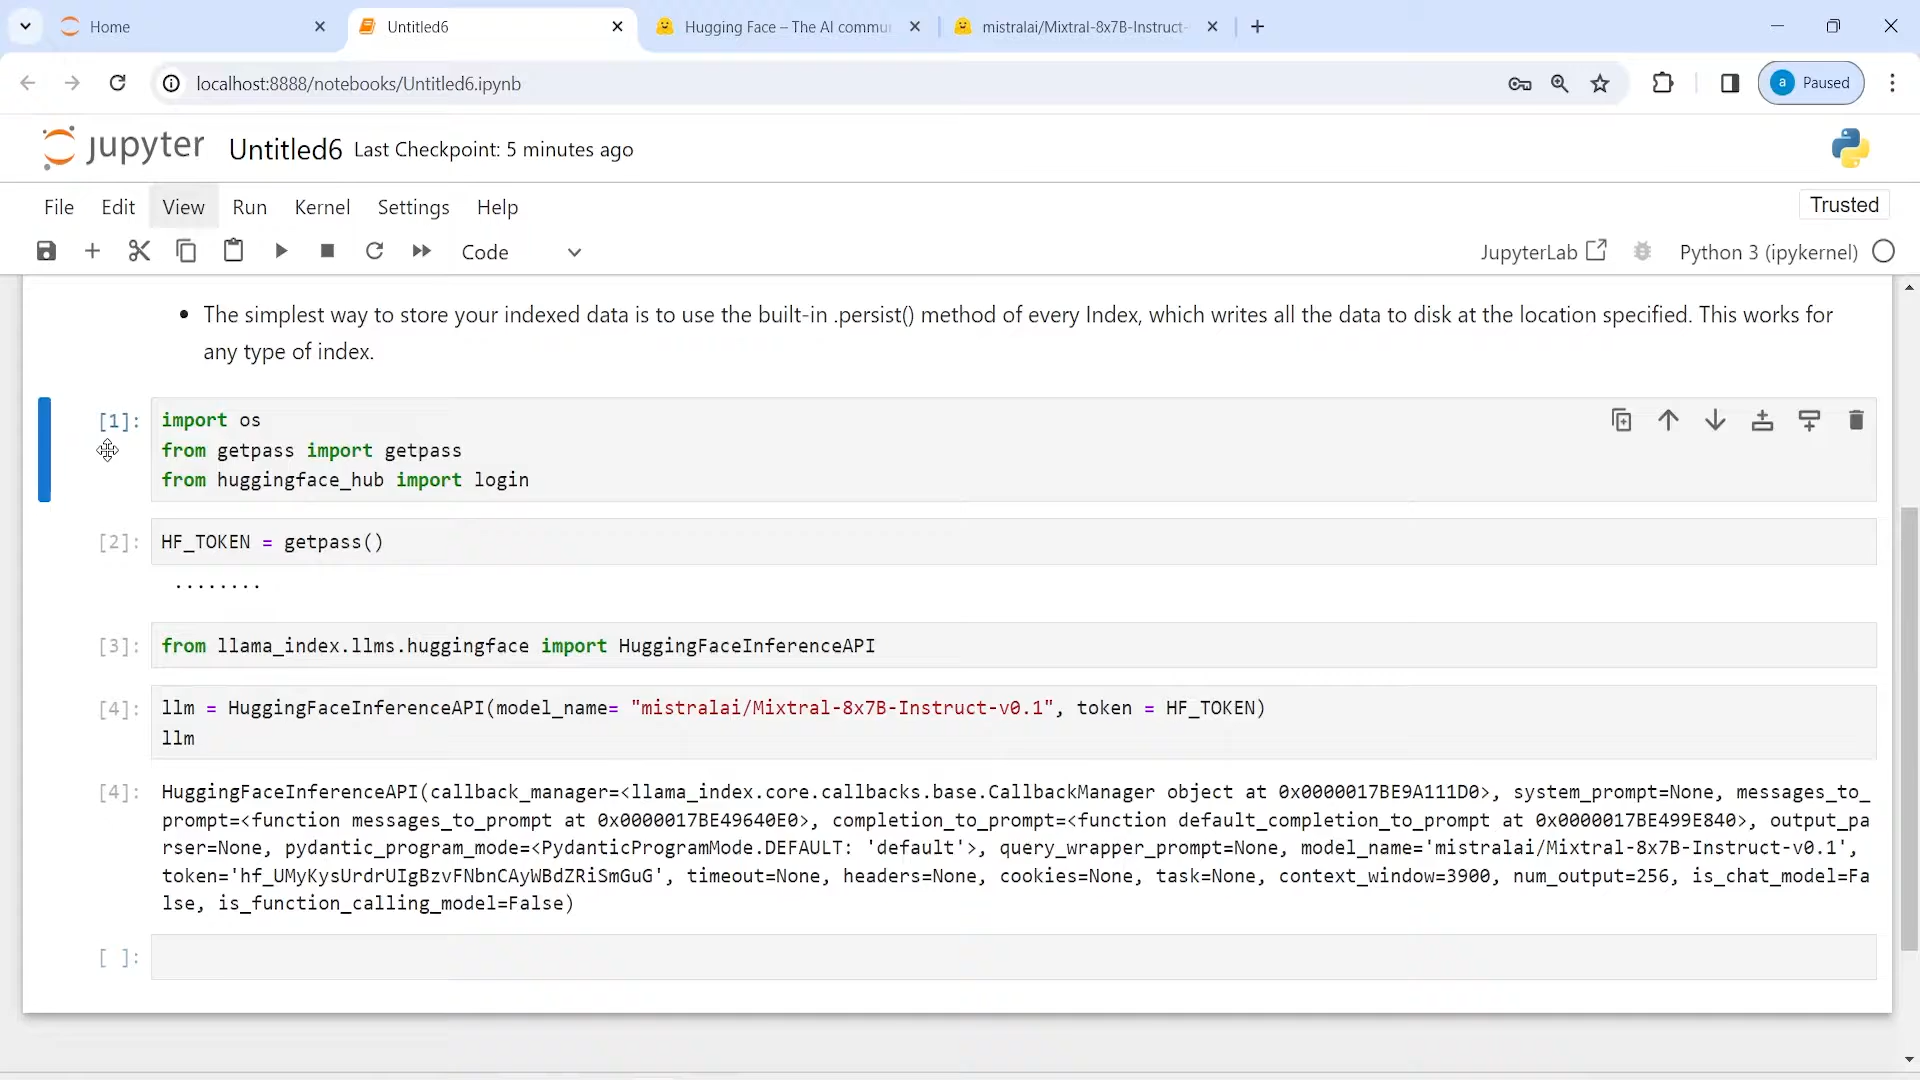 Home
Untitled6
Hugging Face – The AI commu
mistralai/Mixtral-8x7B-Instruct-
localhost:8888/notebooks/Untitled6.ipynb
a Paused
jupyter Untitled6 Last Checkpoint: 5 minutes ago
File Edit View Run Kernel Settings Help
Trusted
Code
JupyterLab
Python 3 (ipykernel)
• The simplest way to store your indexed data is to use the built-in .persist() method of every Index, which writes all the data to disk at the location specified. This works for
any type of index.
[1]: import os
from getpass import getpass
from huggingface_hub import login
[2]: HF_TOKEN = getpass()
········
[3]: from llama_index.llms.huggingface import HuggingFaceInferenceAPI
[4]: llm = HuggingFaceInferenceAPI(model_name= "mistralai/Mixtral-8x7B-Instruct-v0.1", token = HF_TOKEN)
llm
[4]: HuggingFaceInferenceAPI(callback_manager=<llama_index.core.callbacks.base.CallbackManager object at 0x0000017BE9A111D0>, system_prompt=None, messages_to_
prompt=<function messages_to_prompt at 0x0000017BE49640E0>, completion_to_prompt=<function default_completion_to_prompt at 0x0000017BE499E840>, output_pa
rser=None, pydantic_program_mode=<PydanticProgramMode.DEFAULT: 'default'>, query_wrapper_prompt=None, model_name='mistralai/Mixtral-8x7B-Instruct-v0.1',
token='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', timeout=None, headers=None, cookies=None, task=None, context_window=3900, num_output=256, is_chat_model=Fa
lse, is_function_calling_model=False)
[ ]: